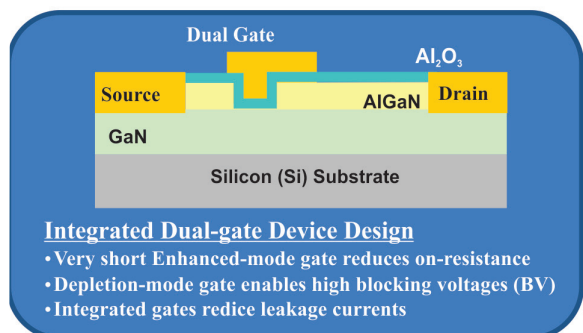 Dual Gate
Al₂O₃
Source
AlGaN
Drain
GaN
Silicon (Si) Substrate
Integrated Dual-gate Device Design
•Very short Enhanced-mode gate reduces on-resistance
•Depletion-mode gate enables high blocking voltages (BV)
•Integrated gates redice leakage currents